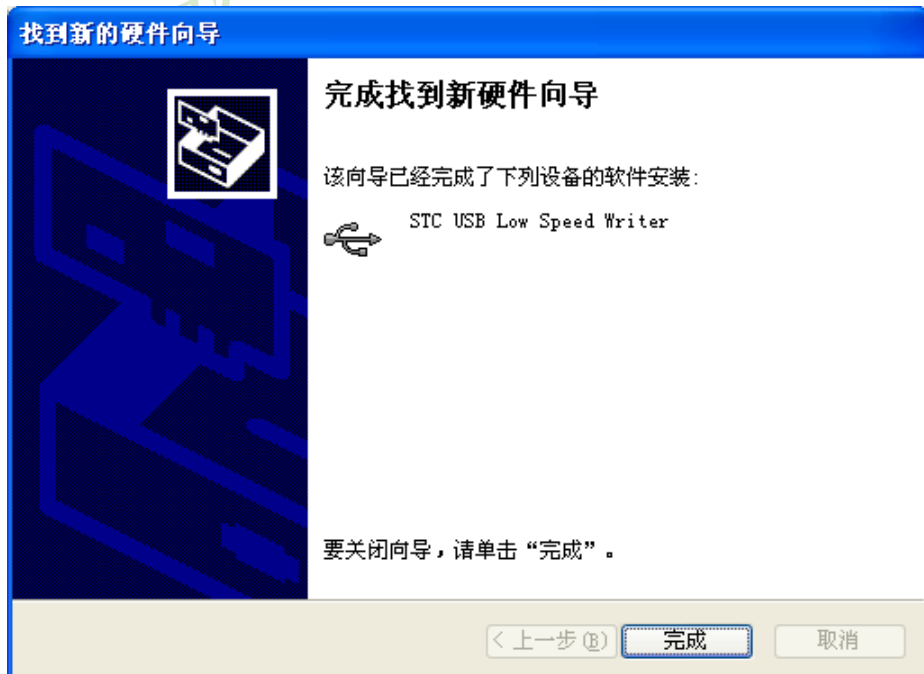 找到新的硬件向导
完成找到新硬件向导
该向导已经完成了下列设备的软件安装:
STC USB Low Speed Writer
要关闭向导，请单击“完成”。
< 上一步(B)
完成
取消